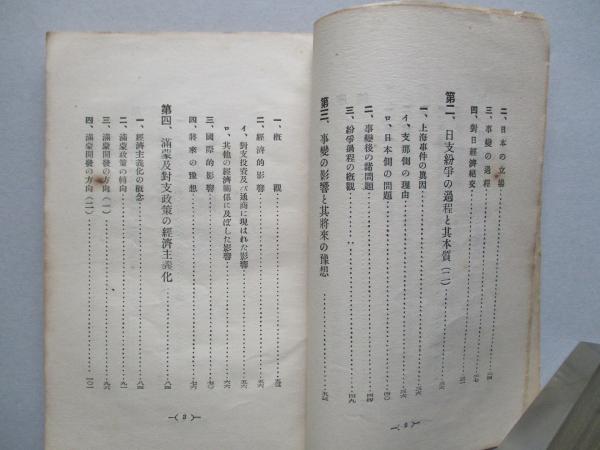 二、日本の立場
三、事變の過程
四、對日經濟絕交
第二、日支紛爭の過程と其本質(二)
一、上海事件の眞因
イ、支那側の理由
ロ、日本側の問題
二、事變後の諸問題
三、紛爭過程の概觀
第三、事變の影響と其將來の豫想
一、概觀
二、經濟的影響
イ、對支投資及び通商に現はれた影響
ロ、其他の經濟關係に及ぼした影響
三、國際的影響
四、將來の豫想
第四、滿蒙及對支政策の經濟主義化
一、經濟主義化の概念 八四
二、滿蒙政策の傾向 九一
三、滿蒙開發の方向(一)
四、滿蒙開發の方向(二) 一〇一